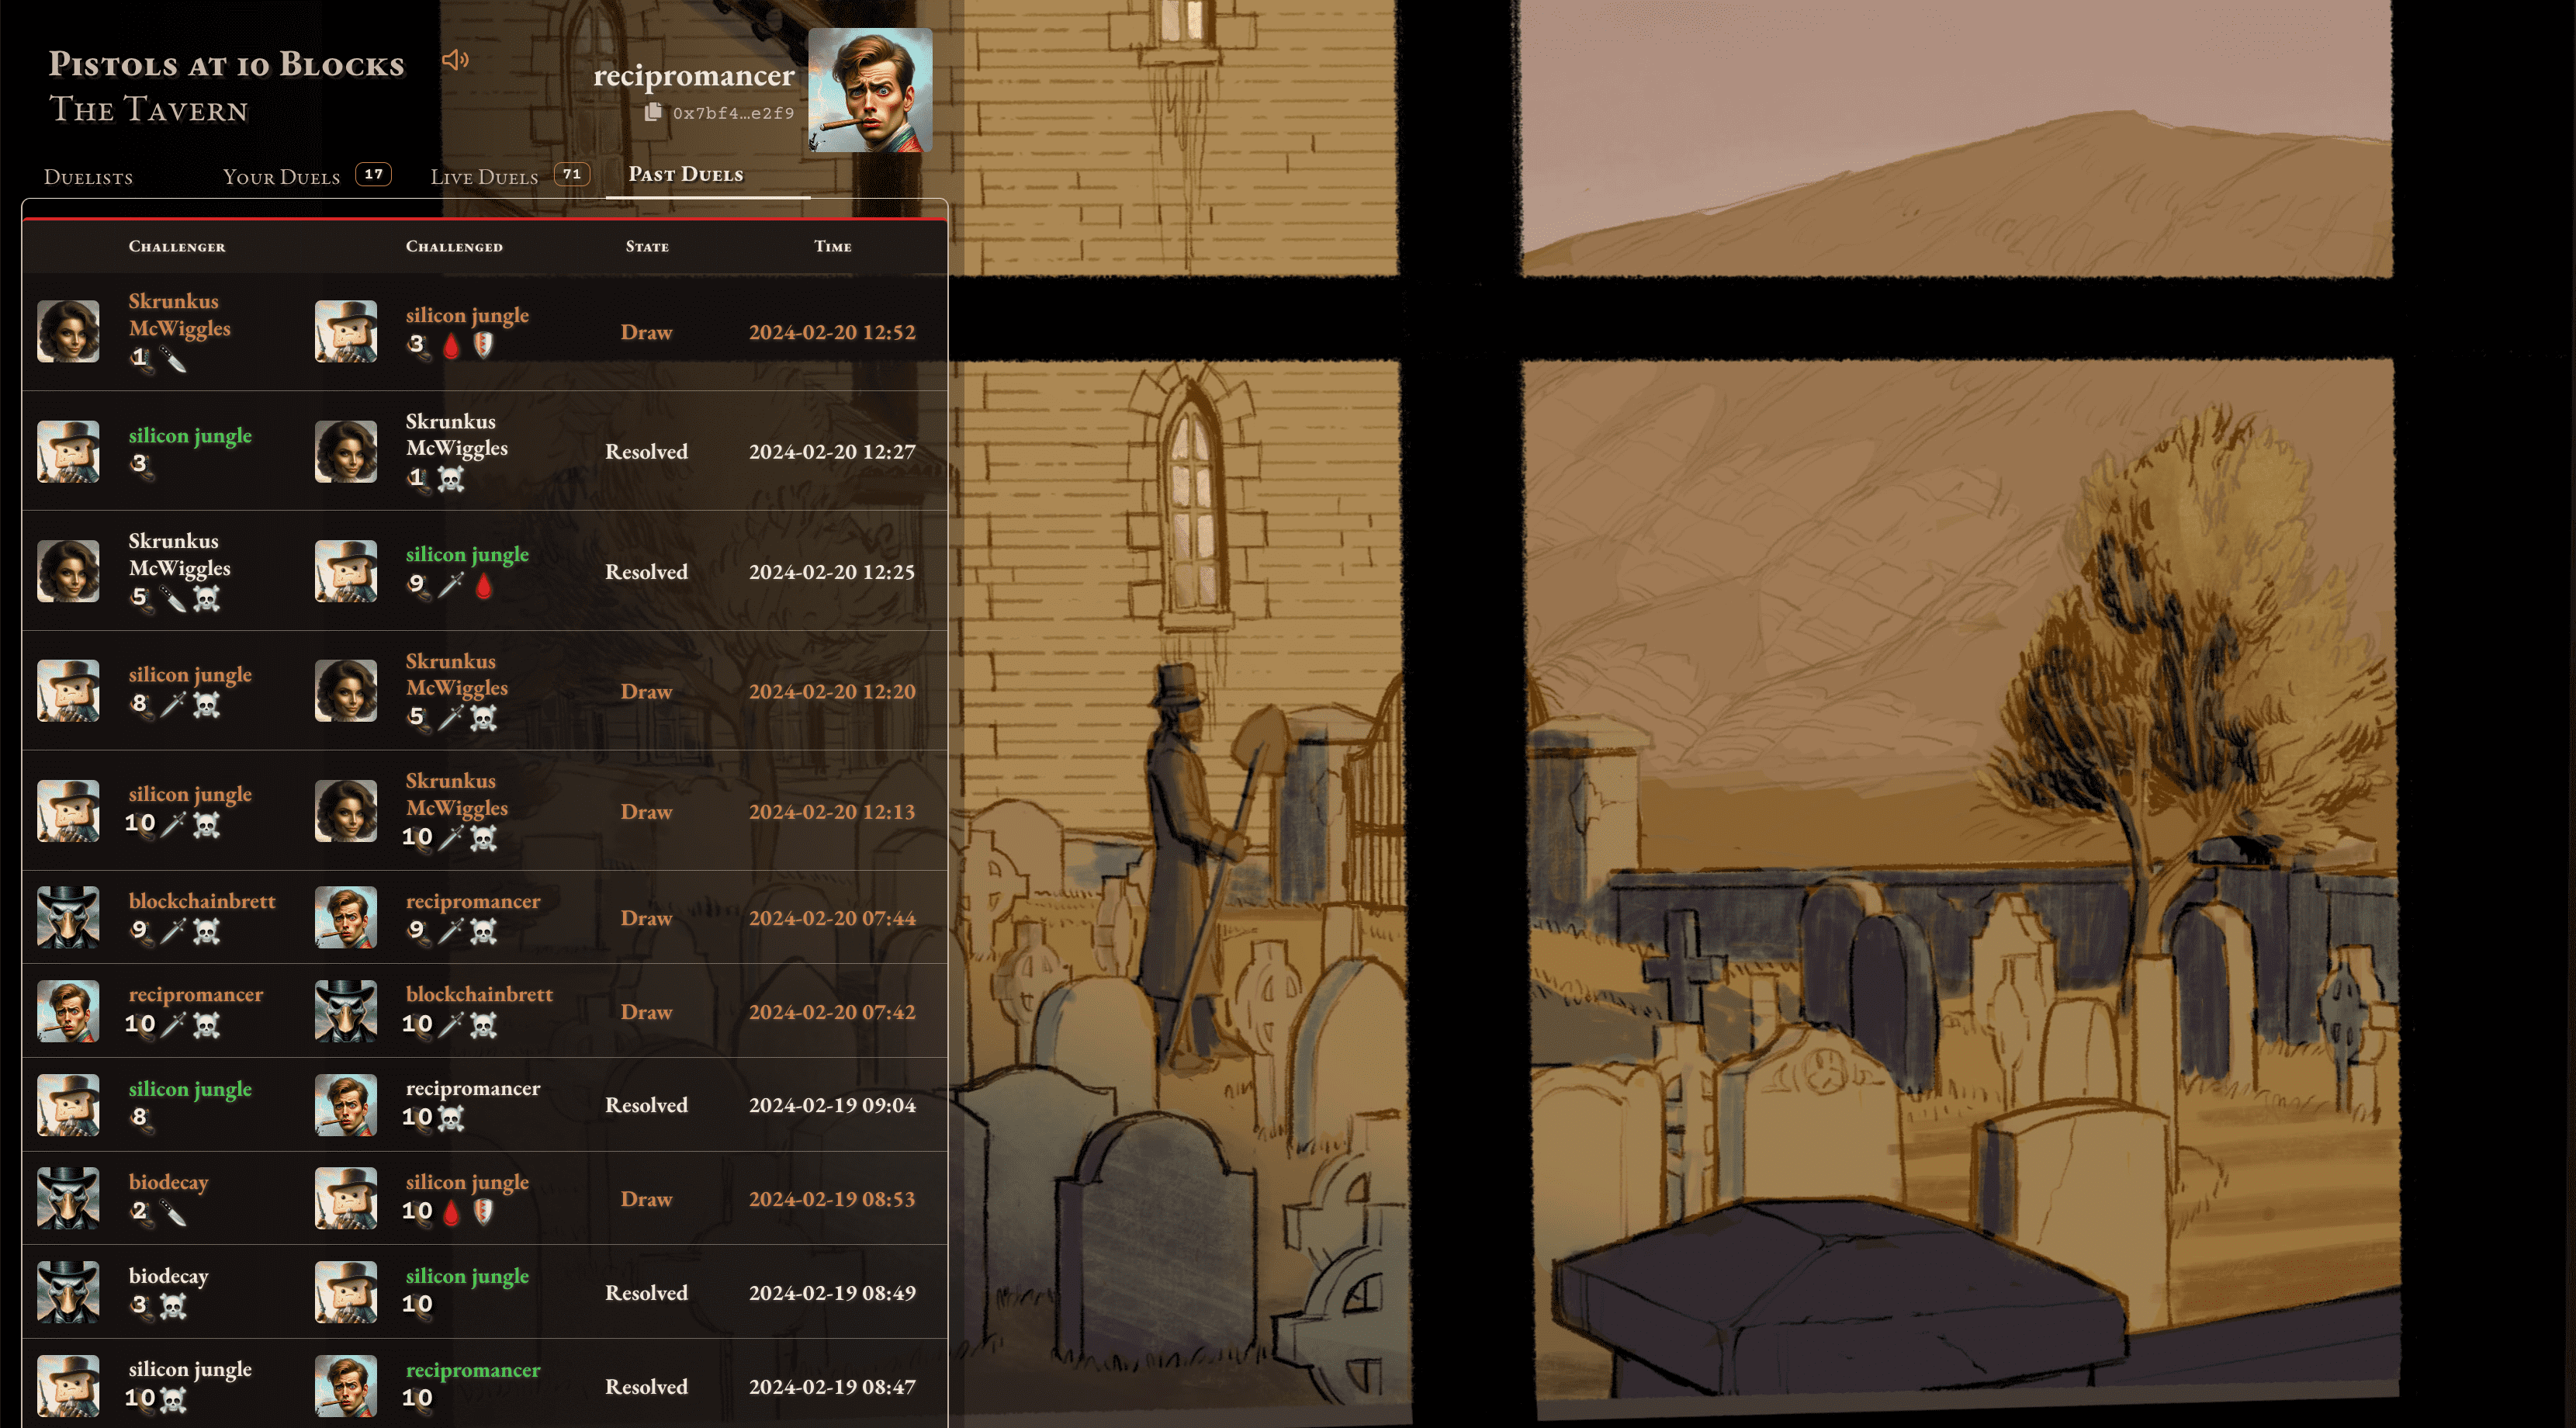 Pistols at 10 Blocks
The Tavern
recipromancer
0x7bf4…e2f9
Duelists
Your Duels 17
Live Duels 71
Past Duels
Challenger Challenged State Time
Skrunkus
McWiggles
1
silicon jungle
3
Draw
2024-02-20 12:52
silicon jungle
3
Skrunkus
McWiggles
1
Resolved
2024-02-20 12:27
Skrunkus
McWiggles
5
silicon jungle
9
Resolved
2024-02-20 12:25
silicon jungle
8
Skrunkus
McWiggles
5
Draw
2024-02-20 12:20
silicon jungle
10
Skrunkus
McWiggles
10
Draw
2024-02-20 12:13
blockchainbrett
9
recipromancer
9
Draw
2024-02-20 07:44
recipromancer
10
blockchainbrett
10
Draw
2024-02-20 07:42
silicon jungle
8
recipromancer
10
Resolved
2024-02-19 09:04
biodecay
2
silicon jungle
10
Draw
2024-02-19 08:53
biodecay
3
silicon jungle
10
Resolved
2024-02-19 08:49
silicon jungle
10
recipromancer
10
Resolved
2024-02-19 08:47